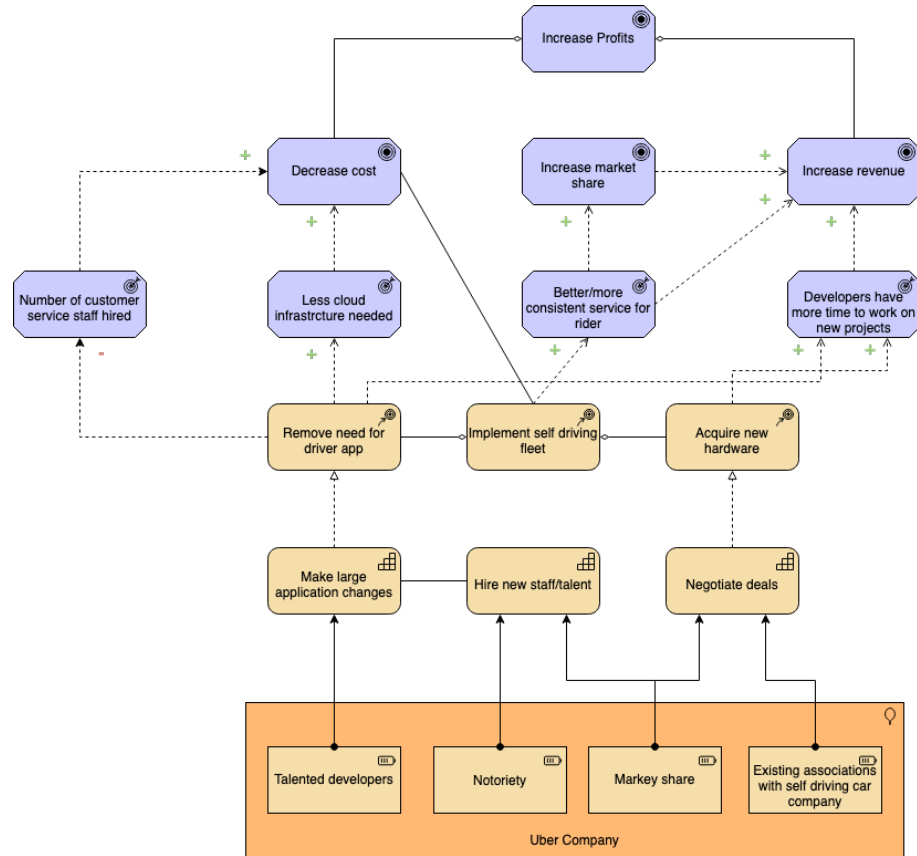 Increase Profits
Decrease cost
Increase market
share
Increase revenue
+
+
+
+
+
+
Number of customer
service staff hired
Less cloud
infrastrcture needed
Better/more
consistent service for
rider
Developers have
more time to work on
new projects
-
+
+
+
+
Remove need for
driver app
Implement self driving
fleet
Acquire new
hardware
Make large
application changes
Hire new staff/talent
Negotiate deals
Talented developers
Notoriety
Markey share
Existing associations
with self driving car
company
Uber Company